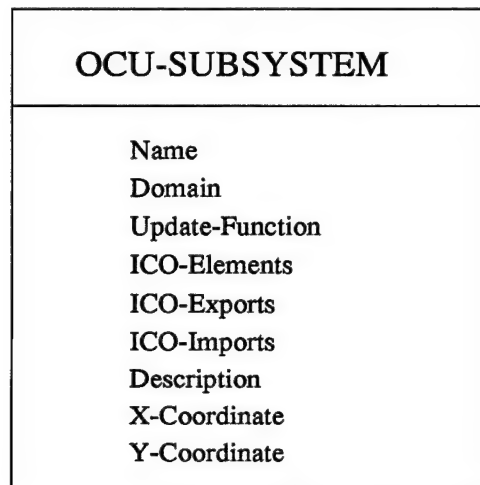 OCU-SUBSYSTEM
Name
Domain
Update-Function
ICO-Elements
ICO-Exports
ICO-Imports
Description
X-Coordinate
Y-Coordinate